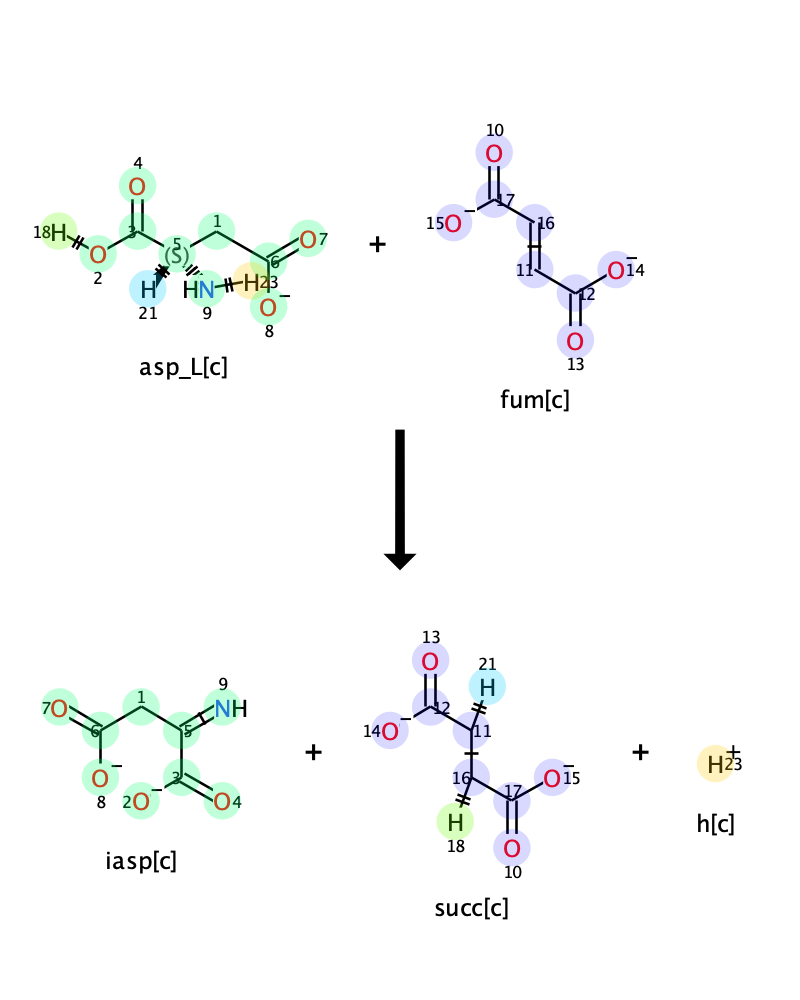 10
4
O
O
17
18H
3
1
15O−
16
(S)
5
O7
O
6
11
O−14
2
H
HN
H23
12
21
9
O−
8
O
13
asp_L[c]
+
fum[c]
13
O
21
H
9
7O
1
NH
12
6
5
14O−
11
+
+
O−
3
16
O−15
H+23
8
2O−
O4
17
H
18
O
10
iasp[c]
succ[c]
h[c]